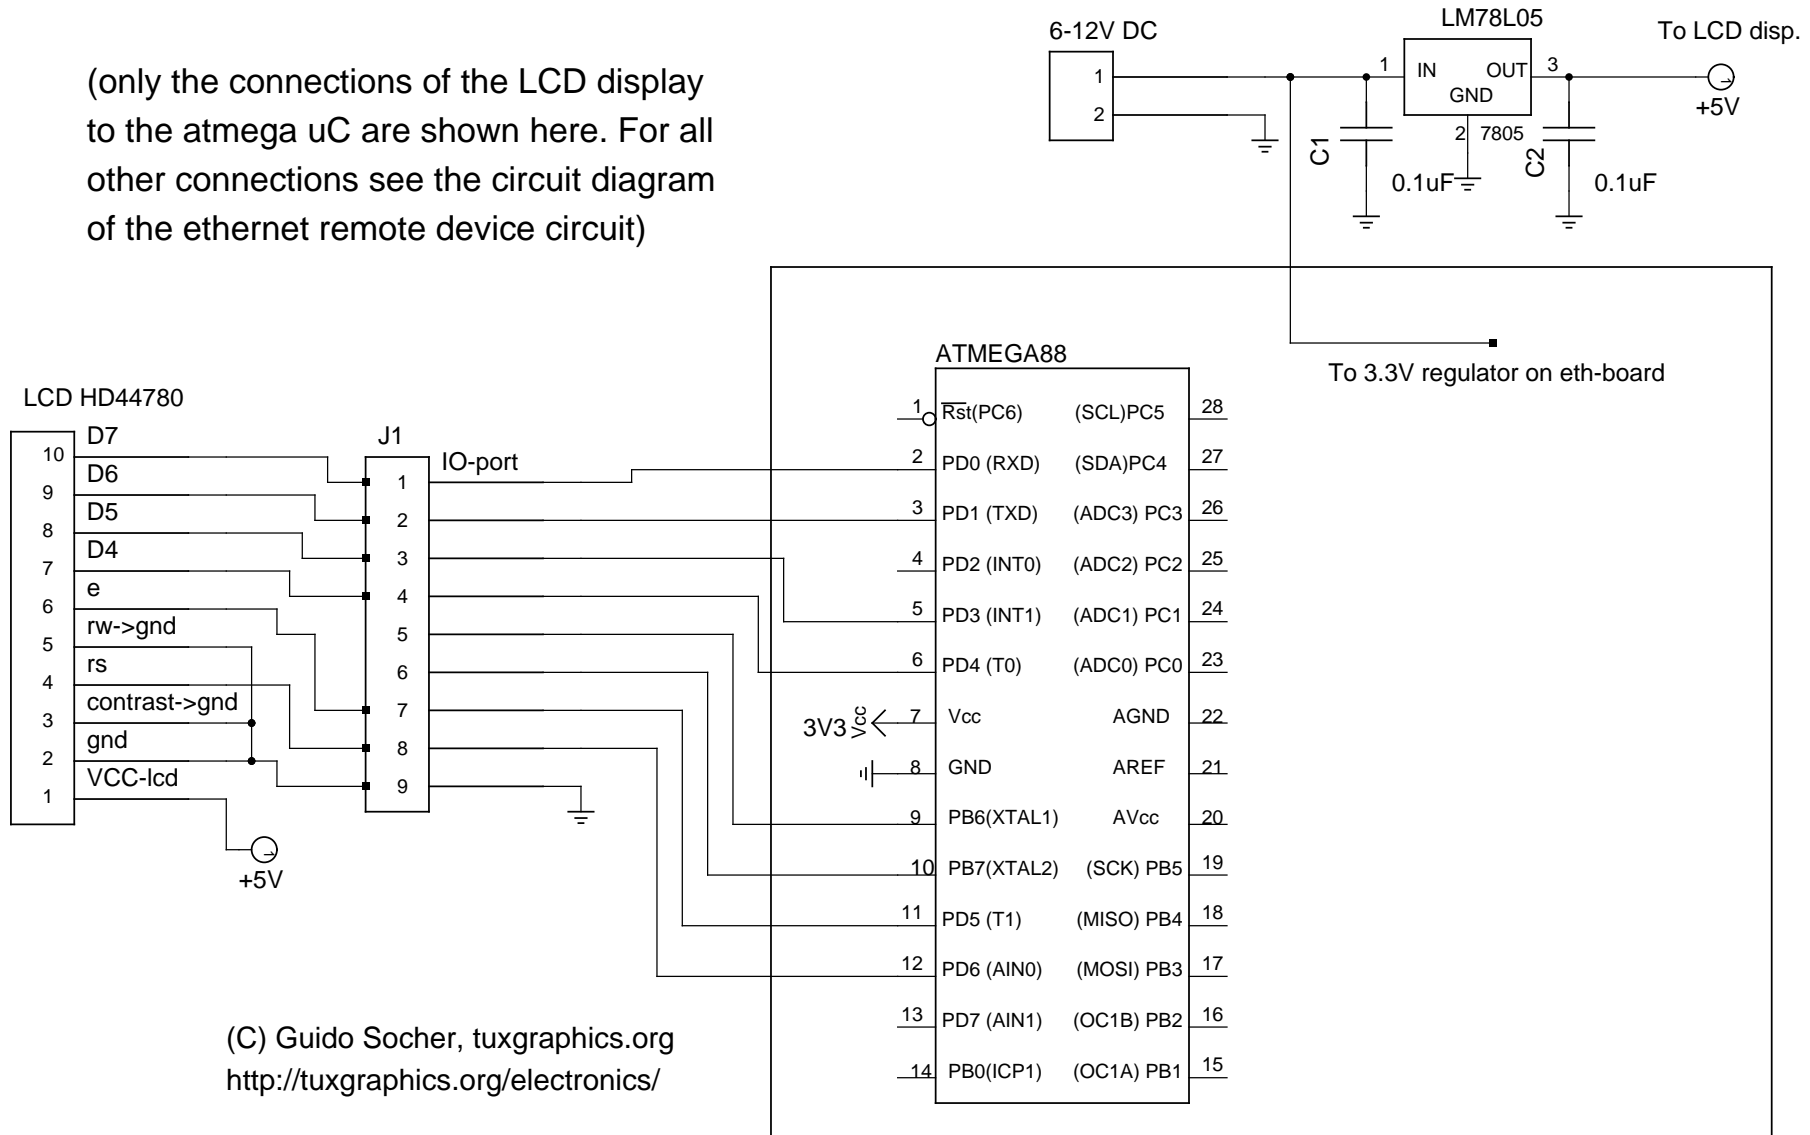 6-12V DC
1
2
LM78L05
1
IN
OUT
3
GND
2
7805
To LCD disp.
+5V
C1
0.1uF
C2
0.1uF
(only the connections of the LCD display
to the atmega uC are shown here. For all
other connections see the circuit diagram
of the ethernet remote device circuit)
To 3.3V regulator on eth-board
LCD HD44780
10 D7
9 D6
8 D5
7 D4
6 e
5 rw->gnd
4 rs
3 contrast->gnd
2 gnd
1 VCC-lcd
+5V
J1
IO-port
1
2
3
4
5
6
7
8
9
ATMEGA88
1 Rst(PC6) (SCL)PC5 28
2 PD0 (RXD) (SDA)PC4 27
3 PD1 (TXD) (ADC3) PC3 26
4 PD2 (INT0) (ADC2) PC2 25
5 PD3 (INT1) (ADC1) PC1 24
6 PD4 (T0) (ADC0) PC0 23
3V3 Vcc 7 Vcc AGND 22
8 GND AREF 21
9 PB6(XTAL1) AVcc 20
10 PB7(XTAL2) (SCK) PB5 19
11 PD5 (T1) (MISO) PB4 18
12 PD6 (AIN0) (MOSI) PB3 17
13 PD7 (AIN1) (OC1B) PB2 16
14 PB0(ICP1) (OC1A) PB1 15
(C) Guido Socher, tuxgraphics.org
http://tuxgraphics.org/electronics/